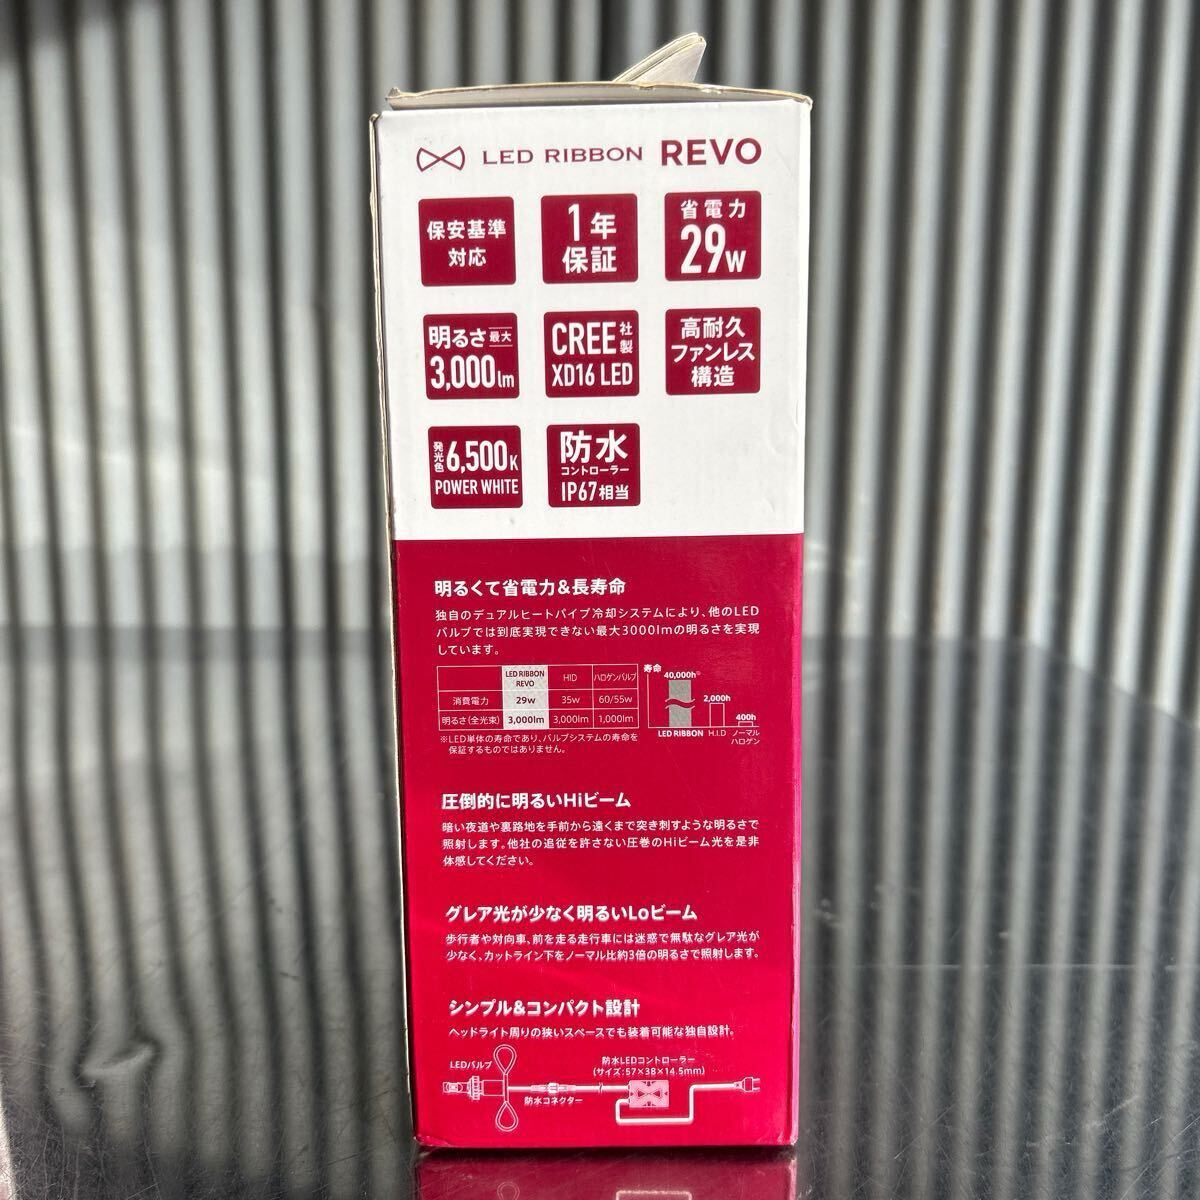 LED RIBBON REVO
保安基準
対応
1年
保証
省電力
29w
明るさ最大
3,000lm
CREE社製
XD16 LED
高耐久
ファンレス
構造
発光色6,500K
POWER WHITE
防水
コントローラー
IP67相当
明るくて省電力&長寿命
独自のデュアルヒートパイプ冷却システムにより、他のLED
バルブでは到底実現できない最大3000lmの明るさを実現
しています。
LED RIBBON REVO HID ハロゲンバルブ
消費電力 29w 35w 60/55w
明るさ(全光束) 3,000lm 3,000lm 1,000lm
※LED単体の寿命であり、バルブシステムの寿命を
保証するものではありません。
寿命
40,000h※
2,000h
400h
LED RIBBON H.I.D ノーマル
ハロゲン
圧倒的に明るいHiビーム
暗い夜道や裏路地を手前から遠くまで突き刺すような明るさで
照射します。他社の追従を許さない圧巻のHiビーム光を是非
体感してください。
グレア光が少なく明るいLoビーム
歩行者や対向車、前を走る走行車には迷惑で無駄なグレア光が
少なく、カットライン下をノーマル比約3倍の明るさで照射します。
シンプル&コンパクト設計
ヘッドライト周りの狭いスペースでも装着可能な独自設計。
LEDバルブ
防水コネクター
防水LEDコントローラー
(サイズ:57×38×14.5mm)